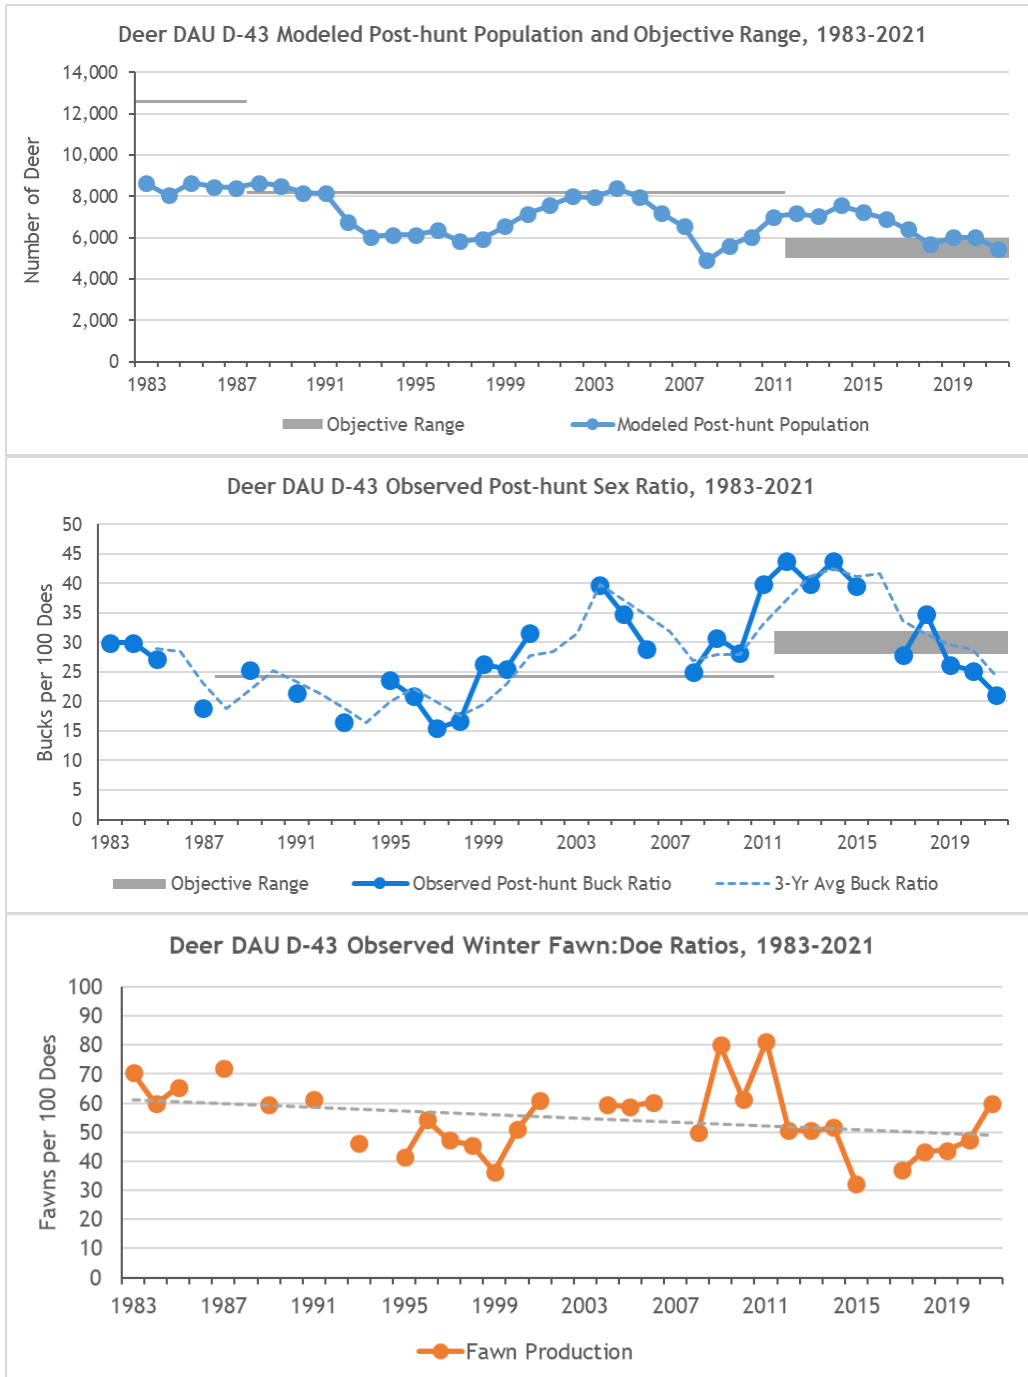 Deer DAU D-43 Modeled Post-hunt Population and Objective Range, 1983-2021
14,000
12,000
10,000
8,000
6,000
4,000
2,000
0
Number of Deer
1983 1987 1991 1995 1999 2003 2007 2011 2015 2019
Objective Range Modeled Post-hunt Population
Deer DAU D-43 Observed Post-hunt Sex Ratio, 1983-2021
50
45
40
35
30
25
20
15
10
5
0
Bucks per 100 Does
1983 1987 1991 1995 1999 2003 2007 2011 2015 2019
Objective Range Observed Post-hunt Buck Ratio 3-Yr Avg Buck Ratio
Deer DAU D-43 Observed Winter Fawn:Doe Ratios, 1983-2021
100
90
80
70
60
50
40
30
20
10
0
Fawns per 100 Does
1983 1987 1991 1995 1999 2003 2007 2011 2015 2019
Fawn Production